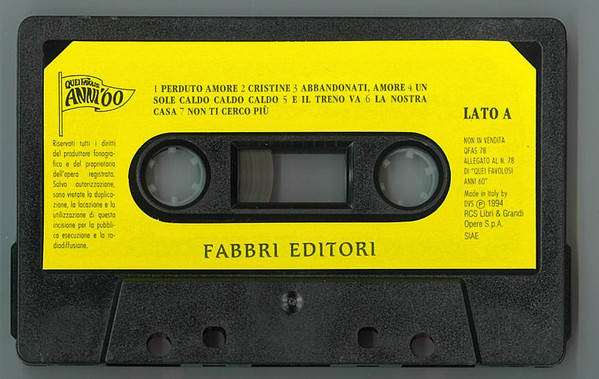 QUEI FAVOLOSI
ANNI '60
1 PERDUTO AMORE 2 CRISTINE 3 ABBANDONATI, AMORE 4 UN
SOLE CALDO CALDO CALDO 5 E IL TRENO VA 6 LA NOSTRA
CASA 7 NON TI CERCO PIÙ
LATO A
Riservati tutti i diritti
del produttore fonogra-
fico e del proprietario
dell'opera registrata.
Salvo autorizzazione,
sono vietate la duplica-
zione, la locazione e la
utilizzazione di questa
incisione per la pubbli-
ca esecuzione e la ra-
diodiffusione.
NON IN VENDITA
QFAS 78
ALLEGATO AL N. 78
DI "QUEI FAVOLOSI
ANNI 60"
Made in Italy by
DVS Ⓟ 1994
RCS Libri & Grandi
Opere S.p.A.
SIAE
FABBRI EDITORI